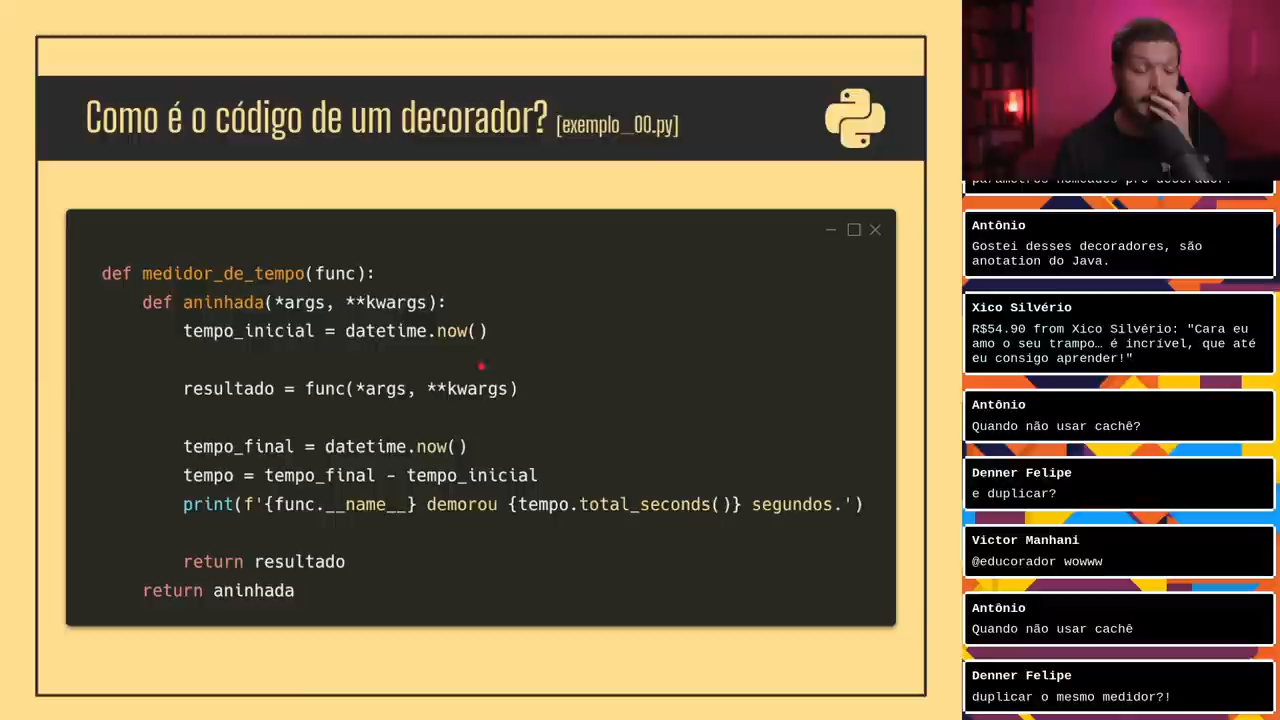 Como é o código de um decorador? [exemplo_00.py]
def medidor_de_tempo(func):
    def aninhada(*args, **kwargs):
        tempo_inicial = datetime.now()
        resultado = func(*args, **kwargs)
        tempo_final = datetime.now()
        tempo = tempo_final - tempo_inicial
        print(f'{func.__name__} demorou {tempo.total_seconds()} segundos.')
        return resultado
    return aninhada
parâmetros nomeados pro decorador?
Antônio
Gostei desses decoradores, são
anotation do Java.
Xico Silvério
R$54.90 from Xico Silvério: "Cara eu
amo o seu trampo… é incrível, que até
eu consigo aprender!"
Antônio
Quando não usar cachê?
Denner Felipe
e duplicar?
Victor Manhani
@educorador wowww
Antônio
Quando não usar cachê
Denner Felipe
duplicar o mesmo medidor?!